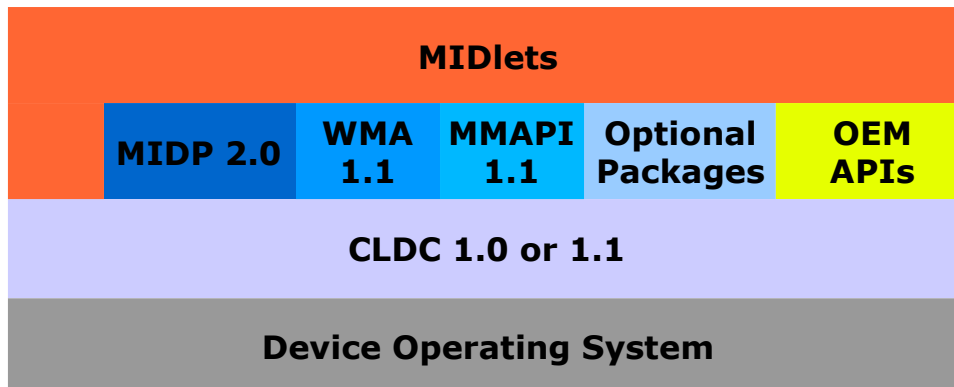 MIDlets
MIDP 2.0
WMA
1.1
MMAPI
1.1
Optional
Packages
OEM
APIs
CLDC 1.0 or 1.1
Device Operating System